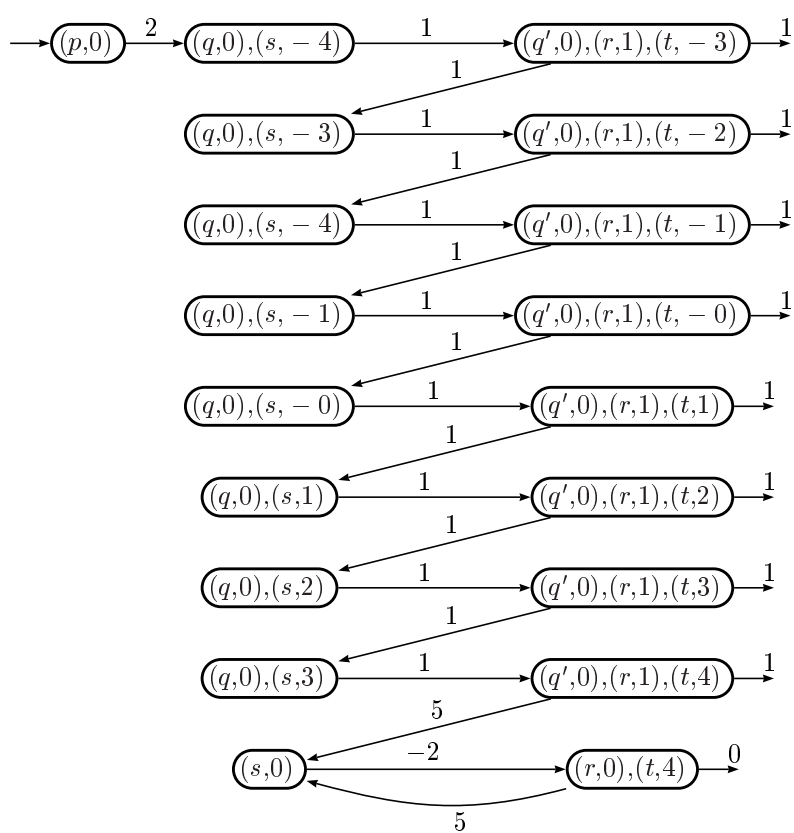 (p,0) 2 (q,0),(s, − 4) 1 (q′,0),(r,1),(t, − 3) 1
1
(q,0),(s, − 3) 1 (q′,0),(r,1),(t, − 2) 1
1
(q,0),(s, − 4) 1 (q′,0),(r,1),(t, − 1) 1
1
(q,0),(s, − 1) 1 (q′,0),(r,1),(t, − 0) 1
1
(q,0),(s, − 0) 1 (q′,0),(r,1),(t,1) 1
1
(q,0),(s,1) 1 (q′,0),(r,1),(t,2) 1
1
(q,0),(s,2) 1 (q′,0),(r,1),(t,3) 1
1
(q,0),(s,3) 1 (q′,0),(r,1),(t,4) 1
5
(s,0) −2 (r,0),(t,4) 0
5